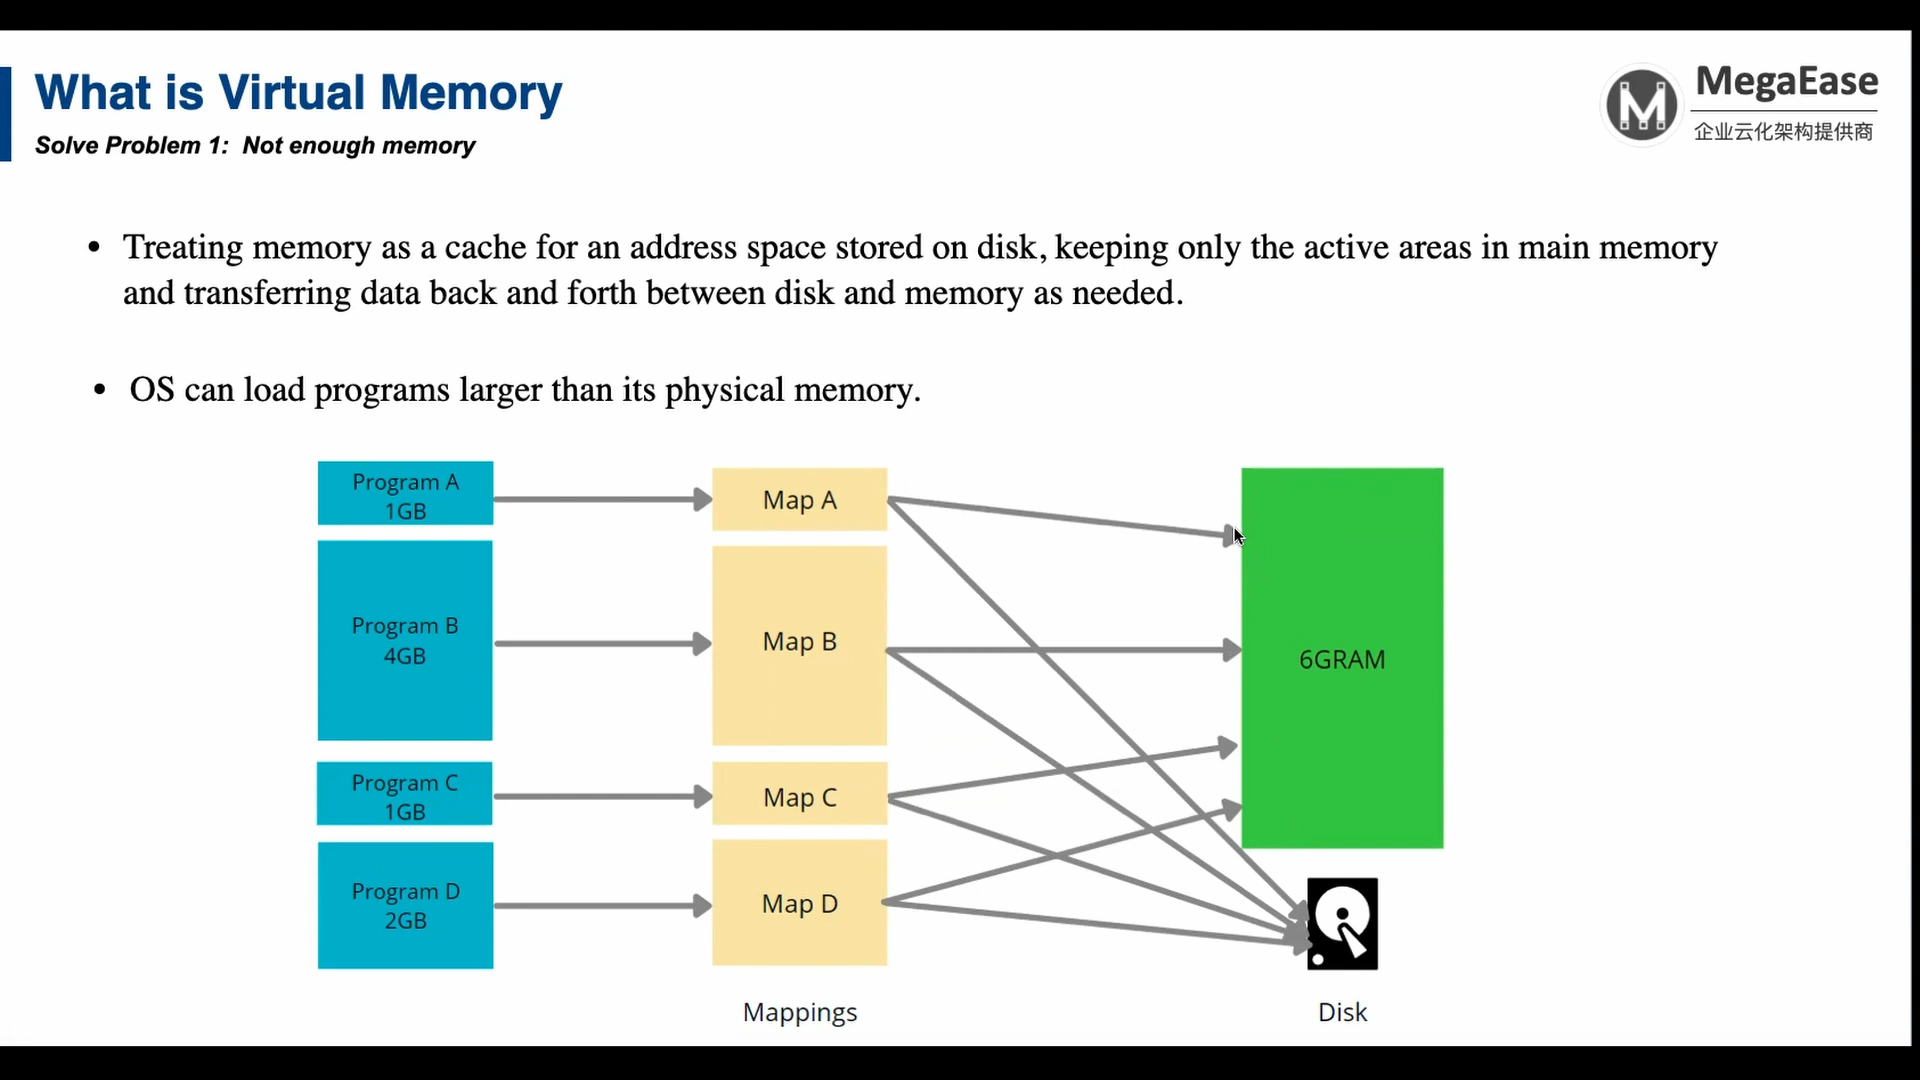 What is Virtual Memory
Solve Problem 1: Not enough memory
MegaEase
企业云化架构提供商
• Treating memory as a cache for an address space stored on disk, keeping only the active areas in main memory
and transferring data back and forth between disk and memory as needed.
• OS can load programs larger than its physical memory.
Program A
1GB
Map A
Program B
4GB
Map B
6GRAM
Program C
1GB
Map C
Program D
2GB
Map D
Mappings
Disk